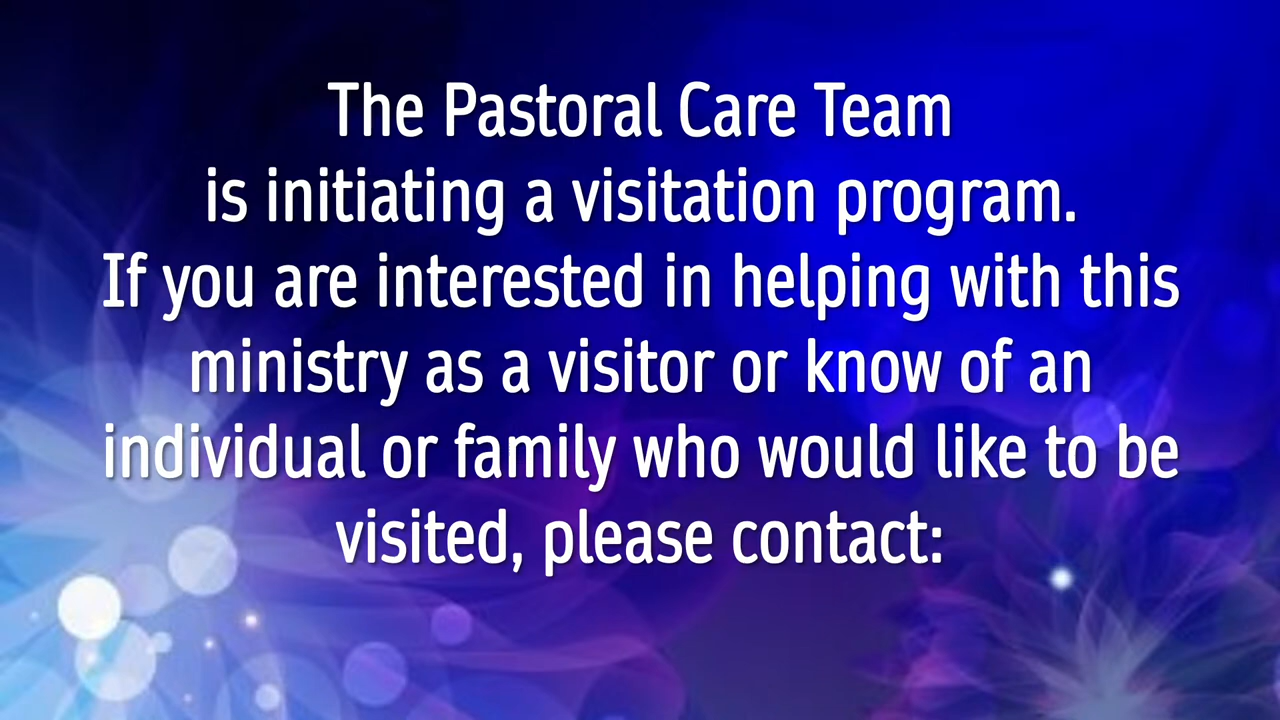 The Pastoral Care Team
is initiating a visitation program.
If you are interested in helping with this
ministry as a visitor or know of an
individual or family who would like to be
visited, please contact: